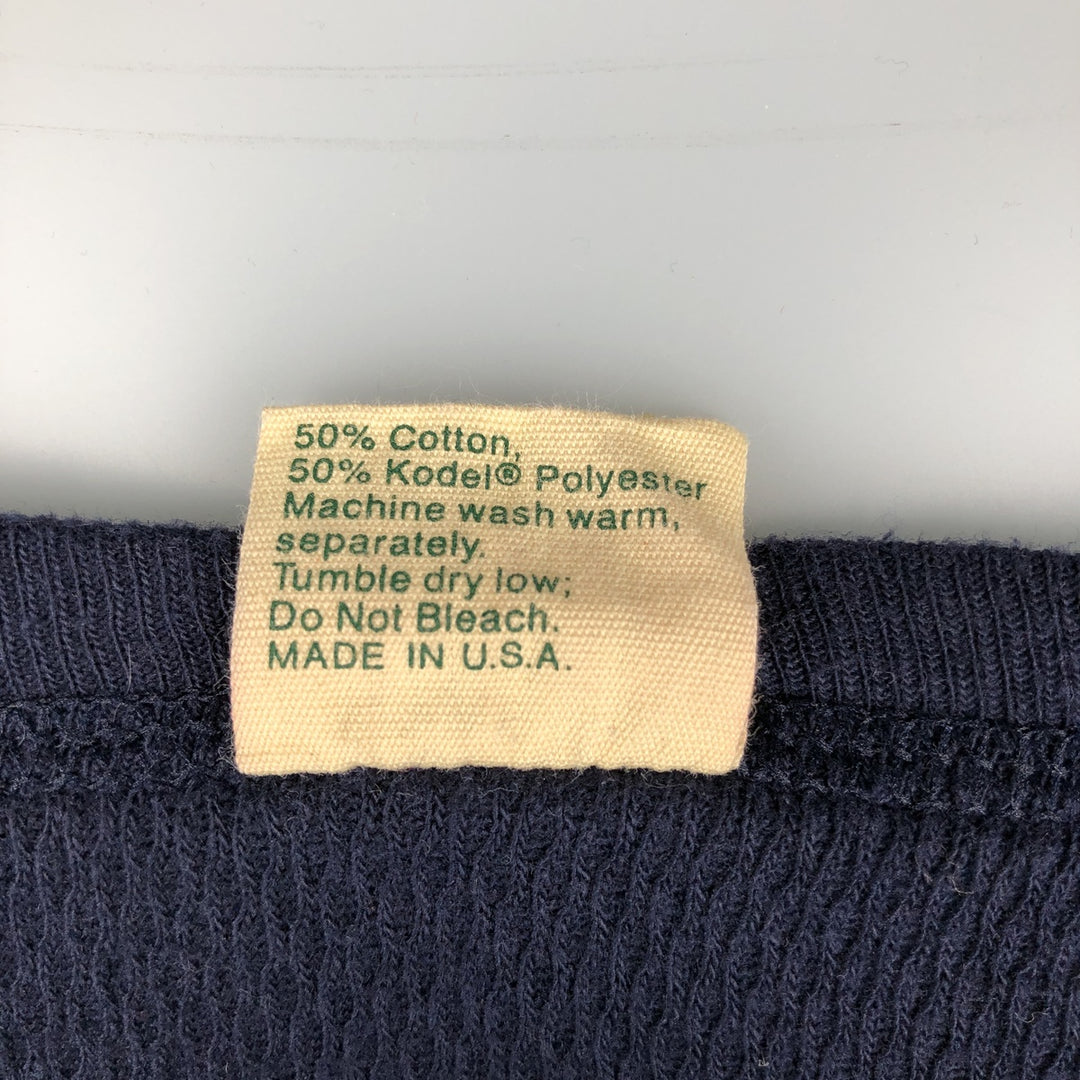 50% Cotton,
50% Kodel® Polyester
Machine wash warm,
separately.
Tumble dry low;
Do Not Bleach.
MADE IN U.S.A.